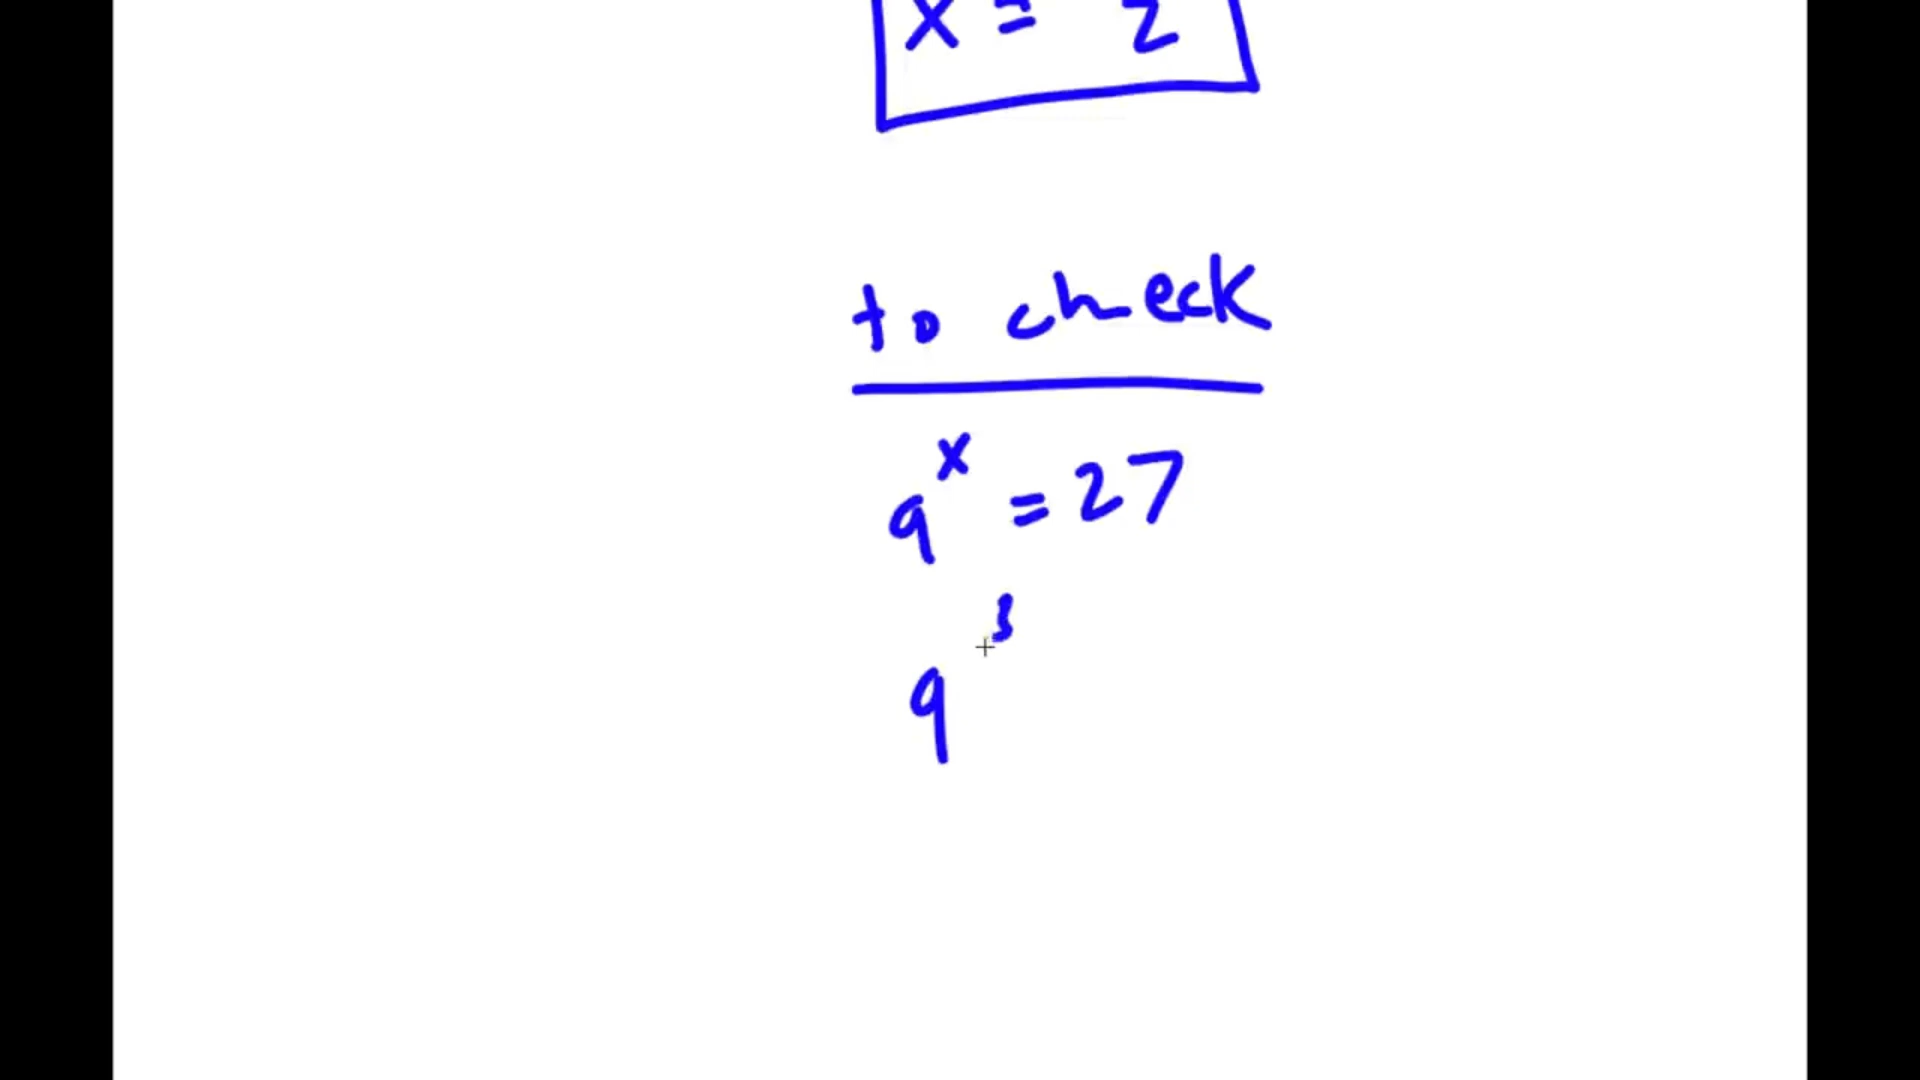 x = 2
to check
9^x = 27
9^3